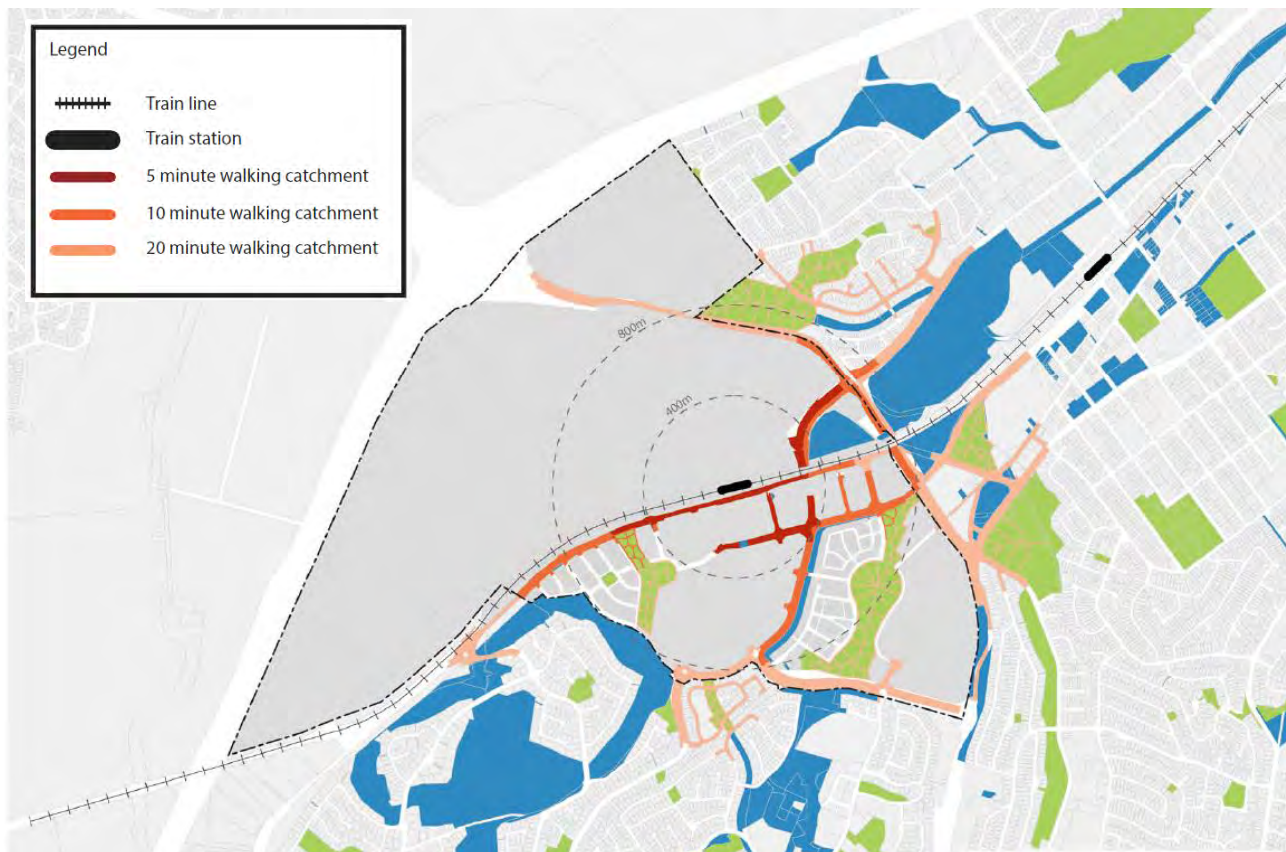 Legend
Train line
Train station
5 minute walking catchment
10 minute walking catchment
20 minute walking catchment
800m
400m